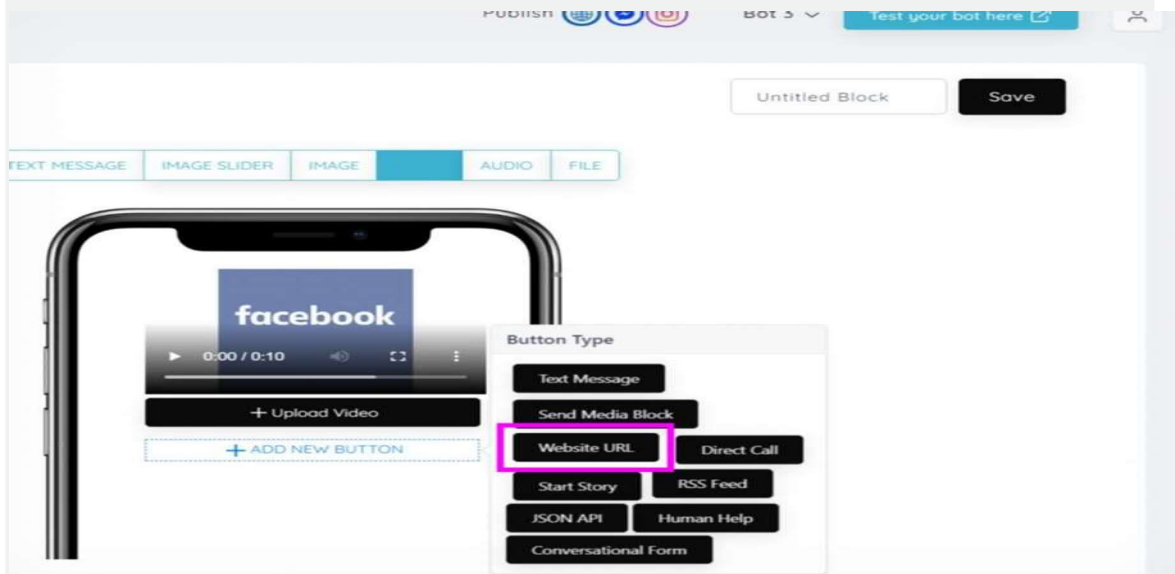 Publish Bot 3 Test your bot here
Untitled Block Save
TEXT MESSAGE IMAGE SLIDER IMAGE AUDIO FILE
facebook
0:00 / 0:10
+ Upload Video
+ ADD NEW BUTTON
Button Type
Text Message
Send Media Block
Website URL Direct Call
Start Story RSS Feed
JSON API Human Help
Conversational Form